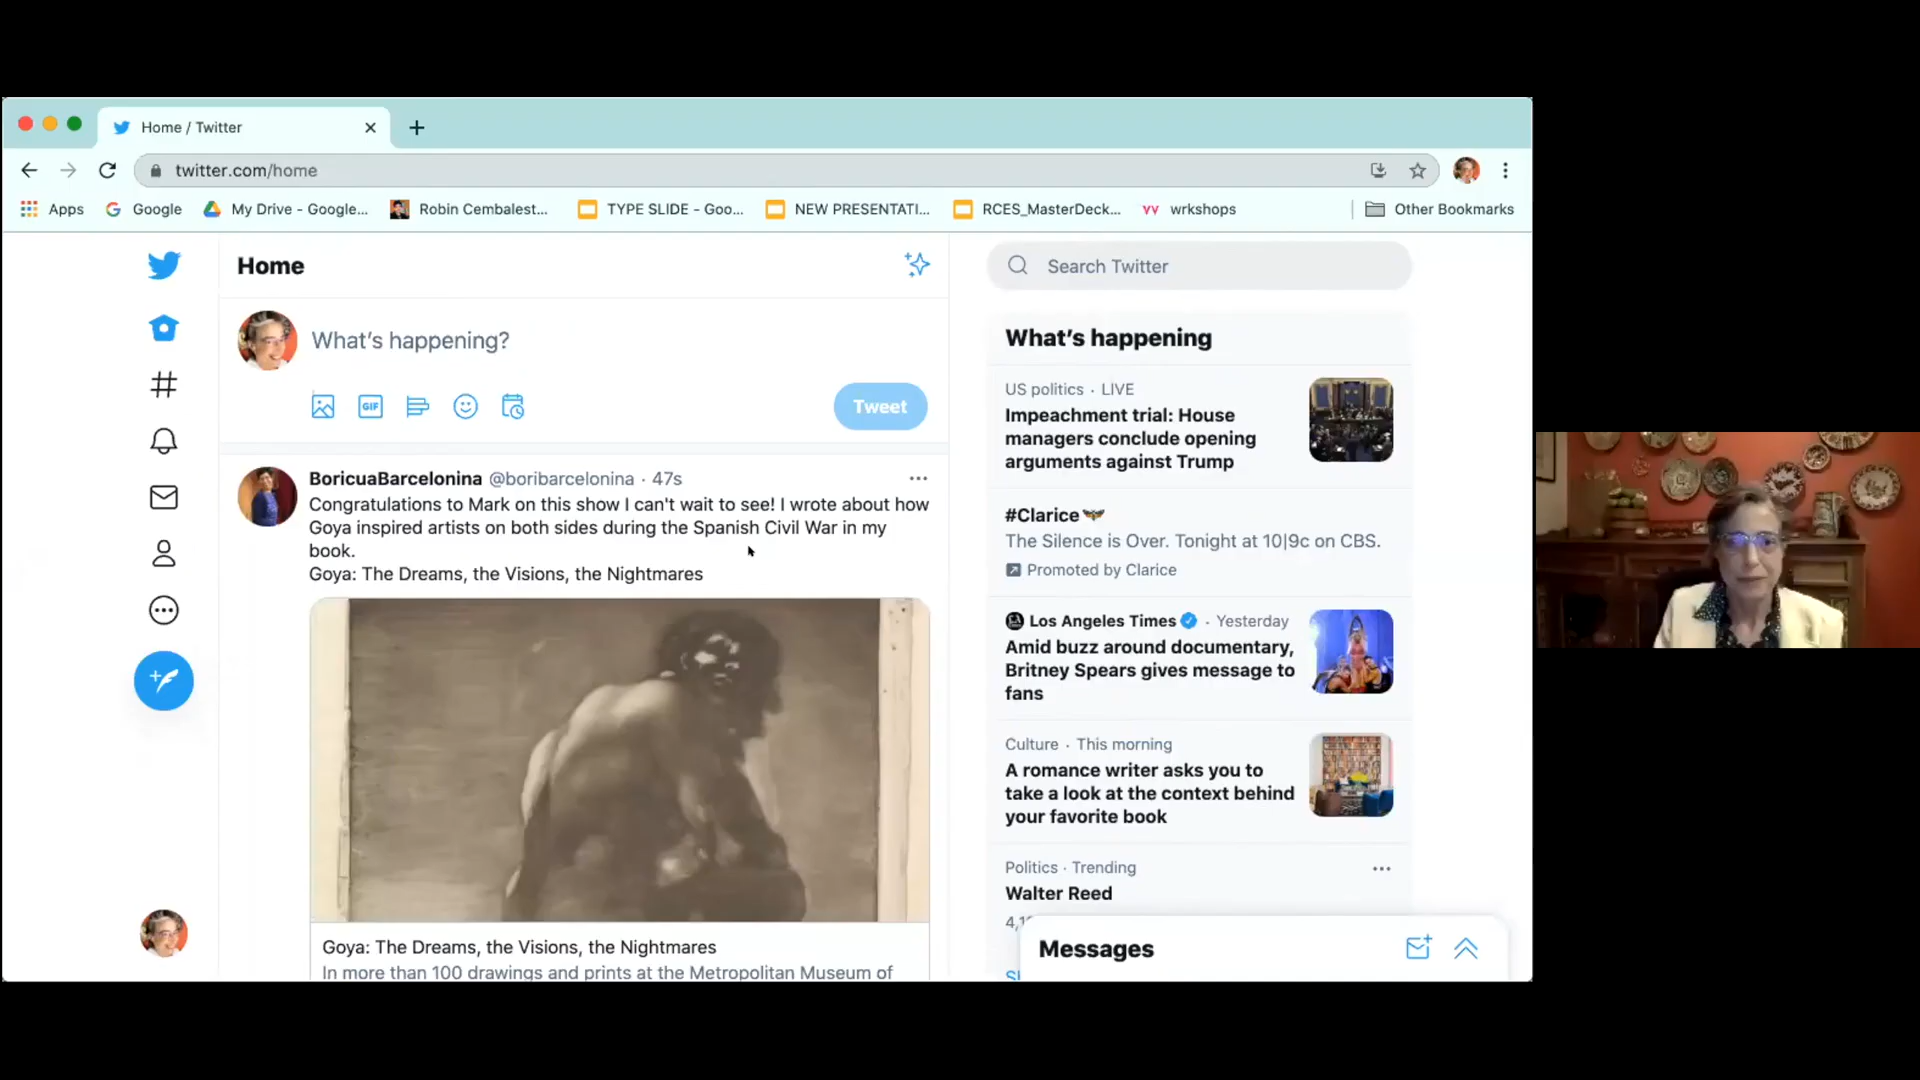 Home / Twitter
twitter.com/home
Apps Google My Drive - Google... Robin Cembalest... TYPE SLIDE - Goo... NEW PRESENTATI... RCES_MasterDeck... wrkshops Other Bookmarks
Home
What's happening?
GIF
Tweet
BoricuaBarcelonina @boribarcelonina · 47s
Congratulations to Mark on this show I can't wait to see! I wrote about how
Goya inspired artists on both sides during the Spanish Civil War in my
book.
Goya: The Dreams, the Visions, the Nightmares
Goya: The Dreams, the Visions, the Nightmares
In more than 100 drawings and prints at the Metropolitan Museum of
Search Twitter
What's happening
US politics · LIVE
Impeachment trial: House
managers conclude opening
arguments against Trump
#Clarice
The Silence is Over. Tonight at 10|9c on CBS.
Promoted by Clarice
Los Angeles Times · Yesterday
Amid buzz around documentary,
Britney Spears gives message to
fans
Culture · This morning
A romance writer asks you to
take a look at the context behind
your favorite book
Politics · Trending
Walter Reed
Messages